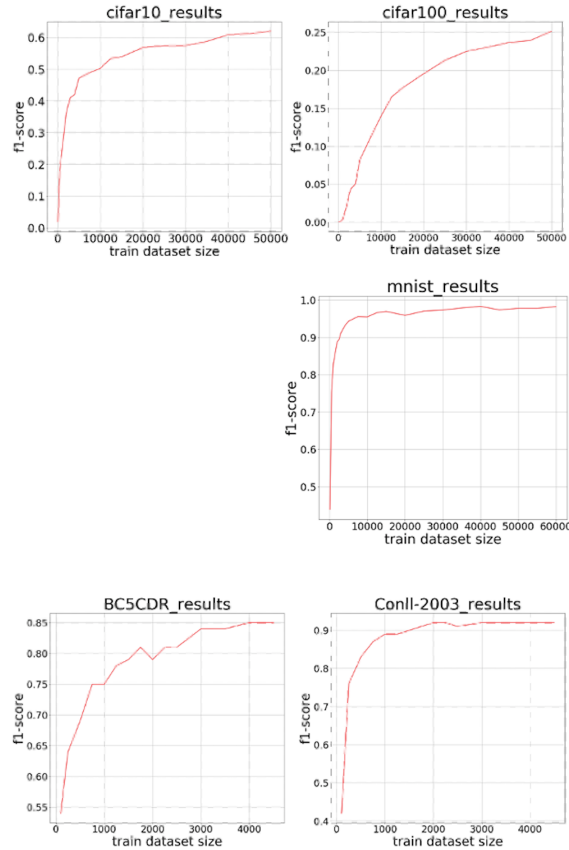 cifar10_results
0.6
0.5
0.4
0.3
0.2
0.1
0.0
f1-score
0 10000 20000 30000 40000 50000
train dataset size
cifar100_results
0.25
0.20
0.15
0.10
0.05
0.00
f1-score
0 10000 20000 30000 40000 50000
train dataset size
mnist_results
1.0
0.9
0.8
0.7
0.6
0.5
f1-score
0 10000 20000 30000 40000 50000 60000
train dataset size
BC5CDR_results
0.85
0.80
0.75
0.70
0.65
0.60
0.55
f1-score
0 1000 2000 3000 4000
train dataset size
Conll-2003_results
0.9
0.8
0.7
0.6
0.5
0.4
f1-score
0 1000 2000 3000 4000
train dataset size